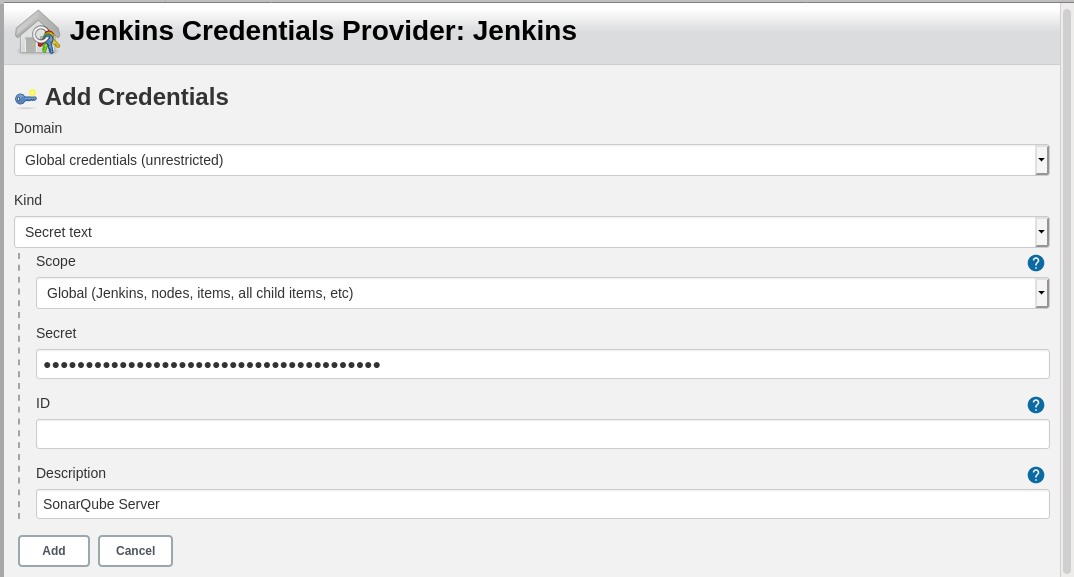 Jenkins Credentials Provider: Jenkins
Add Credentials
Domain
Global credentials (unrestricted)
Kind
Secret text
Scope
?
Global (Jenkins, nodes, items, all child items, etc)
Secret
••••••••••••••••••••••••••••••••••••••••
ID
?
Description
?
SonarQube Server
Add Cancel